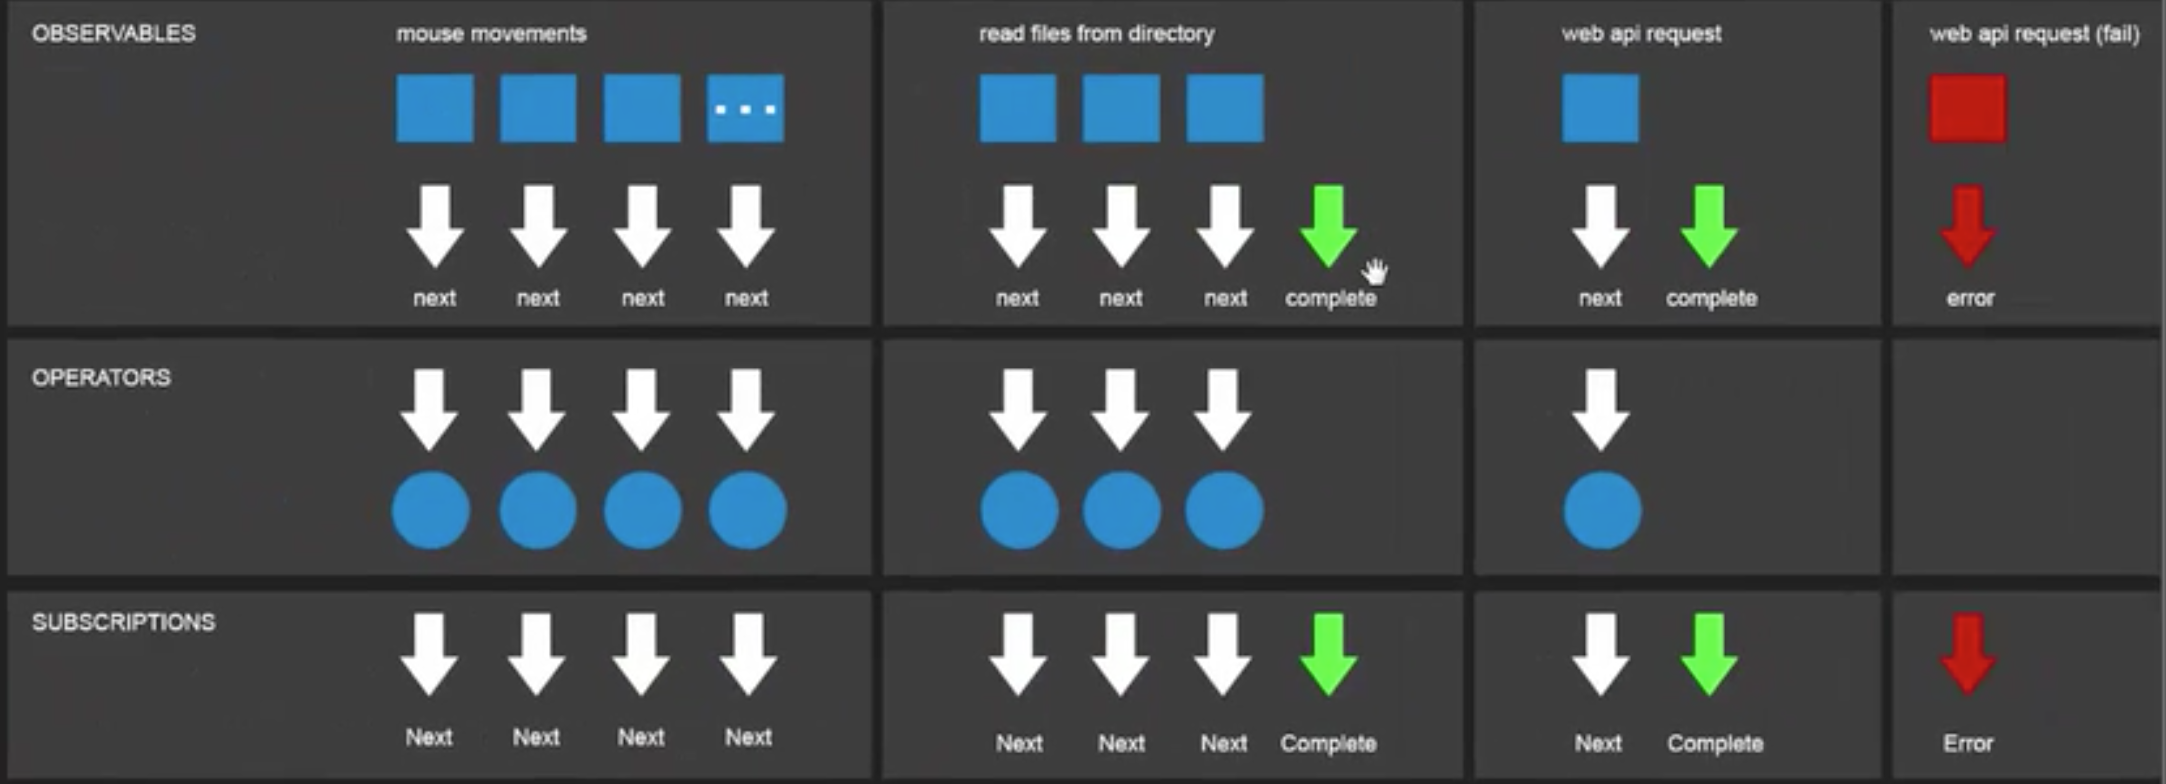 OBSERVABLES mouse movements read files from directory web api request web api request (fail)
next next next next next next next complete next complete error
OPERATORS
SUBSCRIPTIONS
Next Next Next Next Next Next Next Complete Next Complete Error